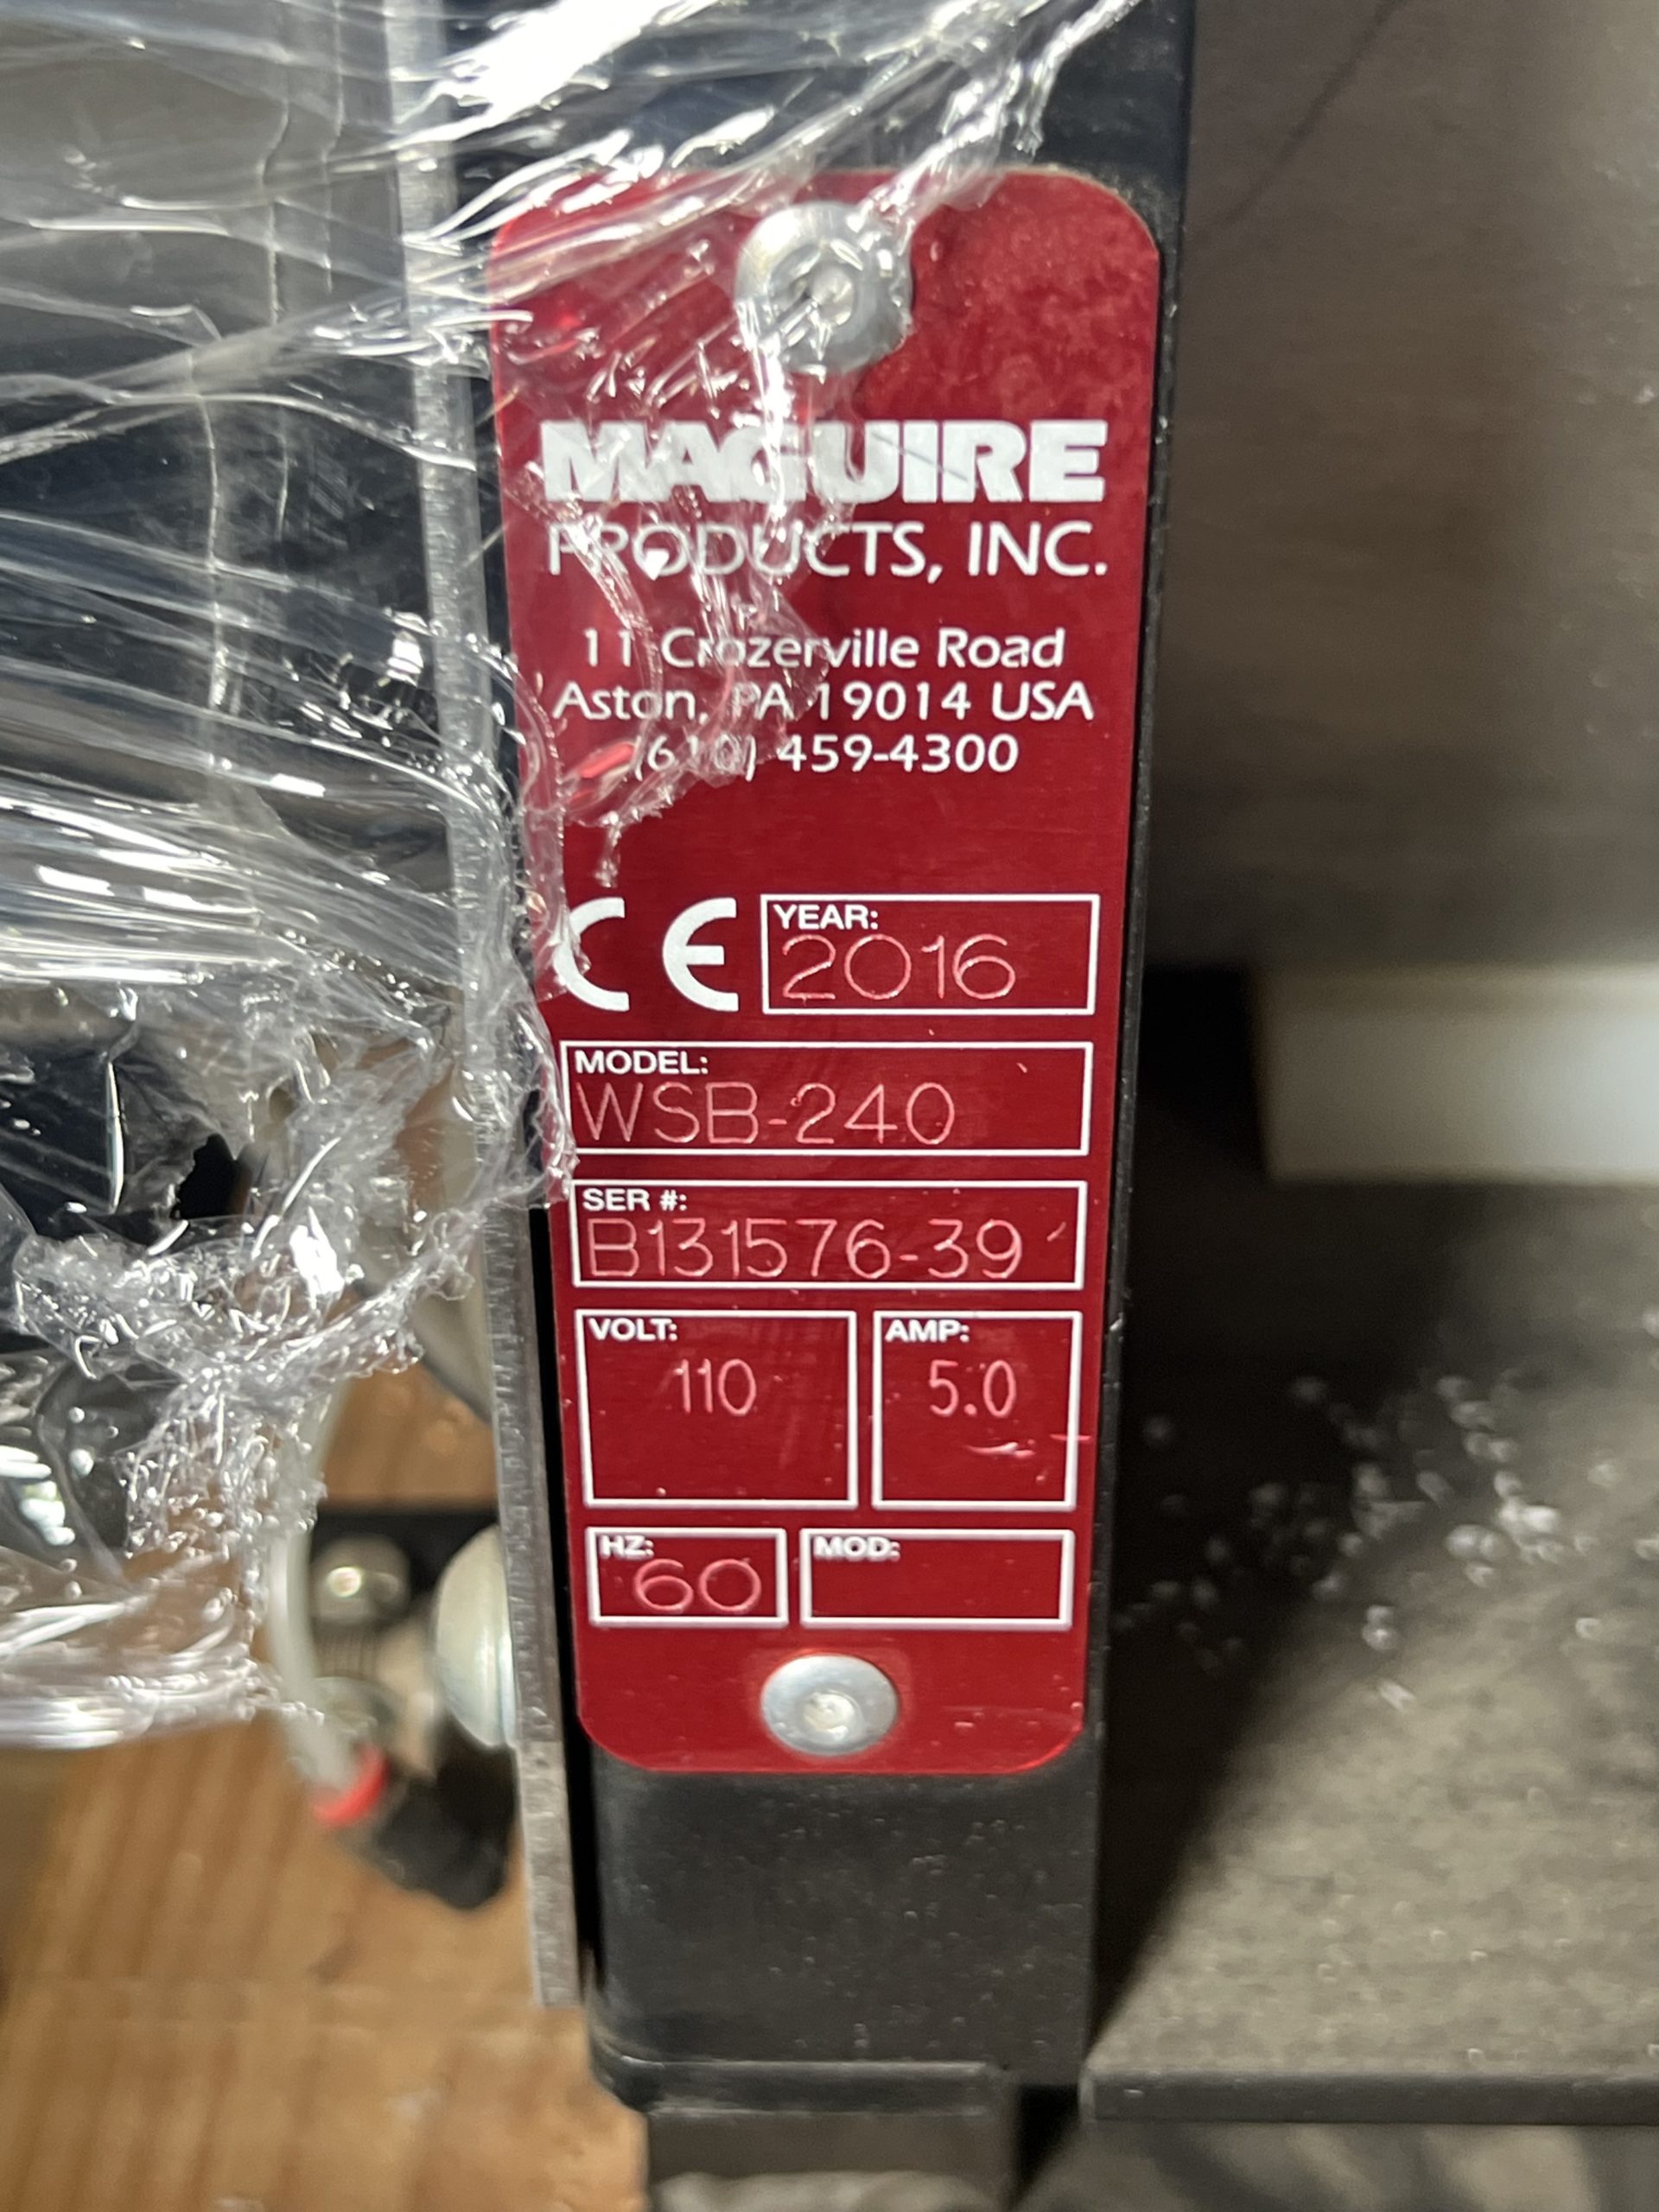 MAGUIRE
PRODUCTS, INC.
11 Crozerville Road
Aston, PA 19014 USA
(610) 459-4300
CE
YEAR:
2016
MODEL:
WSB-240
SER #:
B131576-39
VOLT:
110
AMP:
5.0
HZ:
60
MOD: